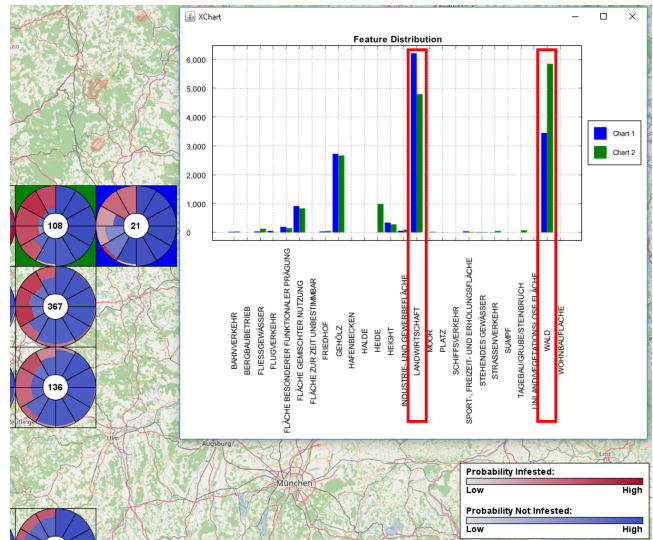 XChart
Feature Distribution
6,000
5,000
4,000
3,000
2,000
1,000
0
Chart 1
Chart 2
BAHNVERKEHR
BERGBAUBETRIEB
FLIESSGEWÄSSER
FLUGVERKEHR
FLÄCHE BESONDERER FUNKTIONALER PRÄGUNG
FLÄCHE GEMISCHTER NUTZUNG
FLÄCHE ZUR ZEIT UNBESTIMMBAR
FRIEDHOF
GEHÖLZ
HAFENBECKEN
HALDE
HEIDE
HEIGHT
INDUSTRIE- UND GEWERBEFLÄCHE
LANDWIRTSCHAFT
MOOR
PLATZ
SCHIFFSVERKEHR
SPORT-, FREIZEIT- UND ERHOLUNGSFLÄCHE
STEHENDES GEWÄSSER
STRASSENVERKEHR
SUMPF
TAGEBAU/GRUBE/STEINBRUCH
UNLAND/VEGETATIONSLOSE FLÄCHE
WALD
WOHNBAUFLÄCHE
108
21
367
136
Ulm
Augsburg
München
Linz
Probability Infested:
Low High
Probability Not Infested:
Low High